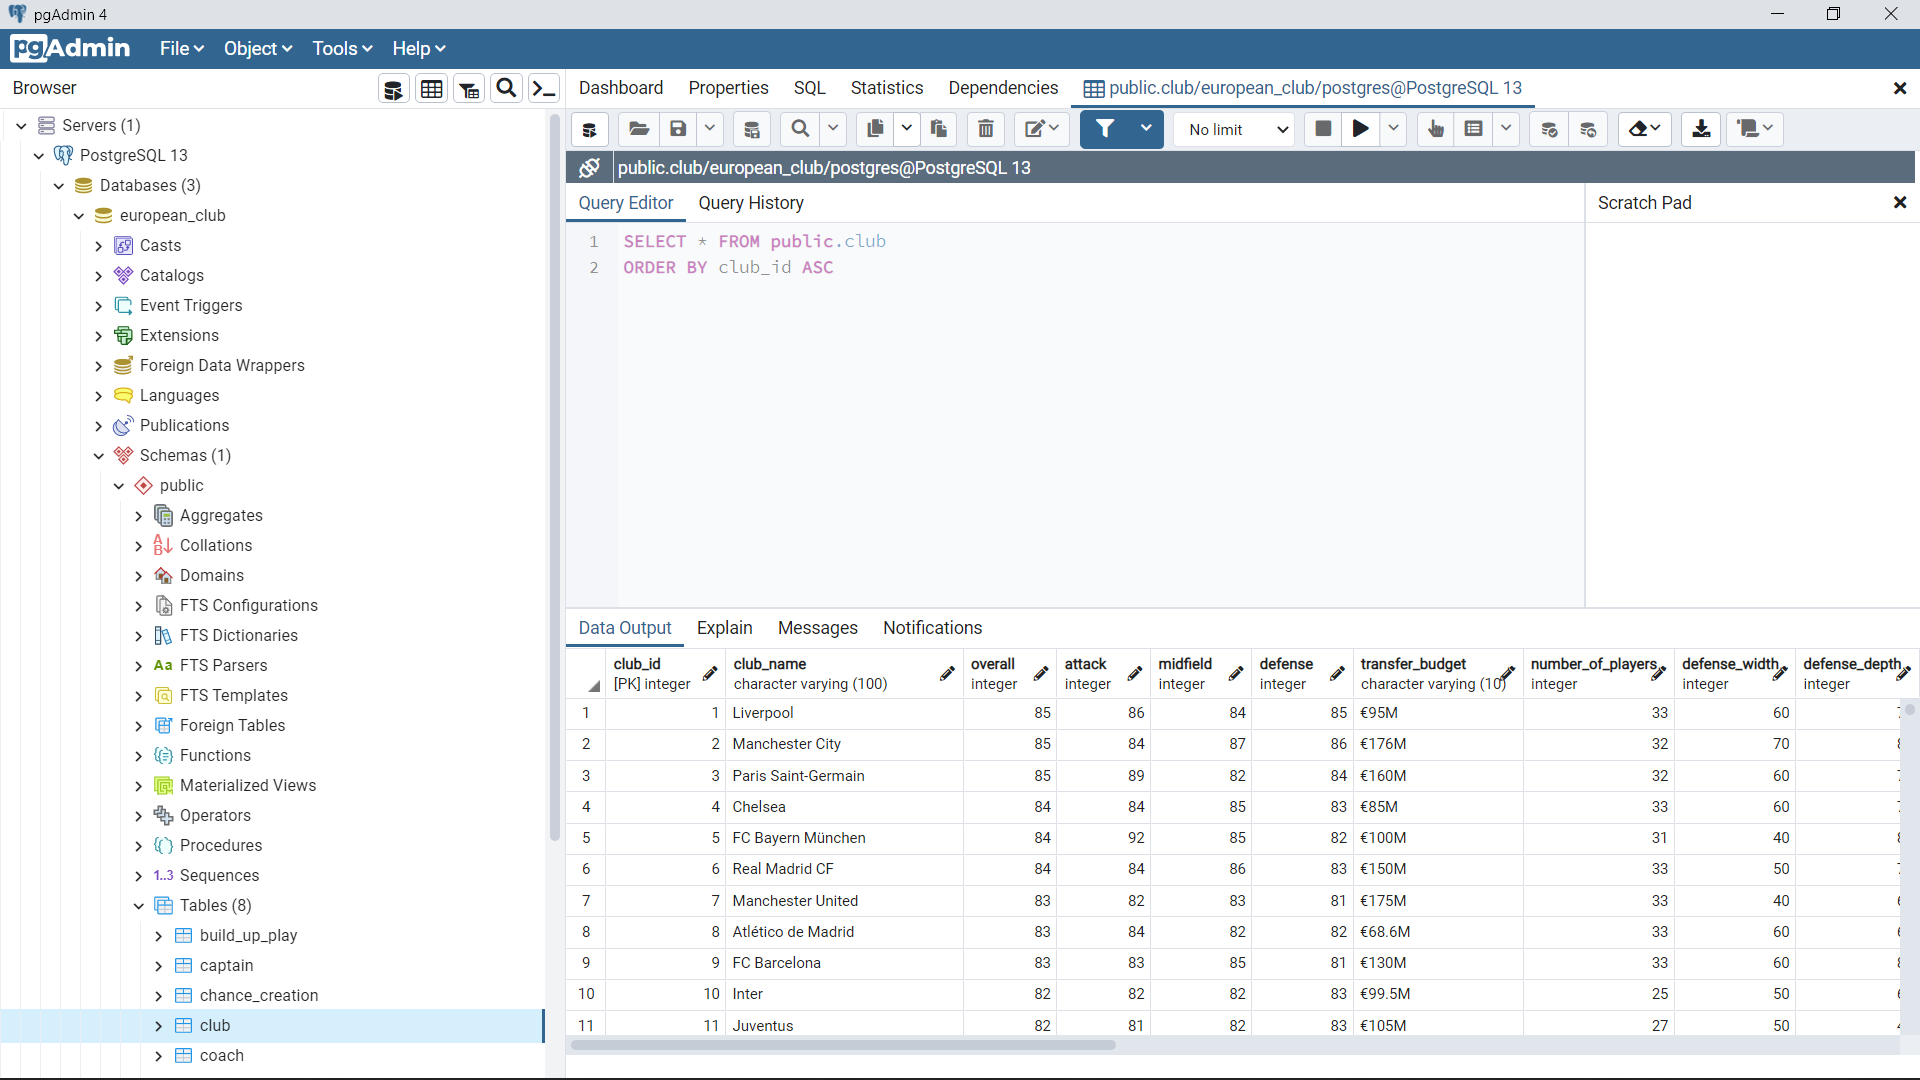 pgAdmin 4
pgAdmin File Object Tools Help
Browser
Dashboard Properties SQL Statistics Dependencies public.club/european_club/postgres@PostgreSQL 13
No limit
public.club/european_club/postgres@PostgreSQL 13
Query Editor Query History
Scratch Pad
1 SELECT * FROM public.club
2 ORDER BY club_id ASC
Servers (1)
PostgreSQL 13
Databases (3)
european_club
Casts
Catalogs
Event Triggers
Extensions
Foreign Data Wrappers
Languages
Publications
Schemas (1)
public
Aggregates
Collations
Domains
FTS Configurations
FTS Dictionaries
Aa FTS Parsers
FTS Templates
Foreign Tables
Functions
Materialized Views
Operators
Procedures
1..3 Sequences
Tables (8)
build_up_play
captain
chance_creation
club
coach
Data Output Explain Messages Notifications
club_id club_name overall attack midfield defense transfer_budget number_of_players defense_width defense_depth
[PK] integer character varying (100) integer integer integer integer character varying (10) integer integer integer
1 1 Liverpool 85 86 84 85 €95M 33 60
2 2 Manchester City 85 84 87 86 €176M 32 70
3 3 Paris Saint-Germain 85 89 82 84 €160M 32 60
4 4 Chelsea 84 84 85 83 €85M 33 60
5 5 FC Bayern München 84 92 85 82 €100M 31 40
6 6 Real Madrid CF 84 84 86 83 €150M 33 50
7 7 Manchester United 83 82 83 81 €175M 33 40
8 8 Atlético de Madrid 83 84 82 82 €68.6M 33 60
9 9 FC Barcelona 83 83 85 81 €130M 33 60
10 10 Inter 82 82 82 83 €99.5M 25 50
11 11 Juventus 82 81 82 83 €105M 27 50